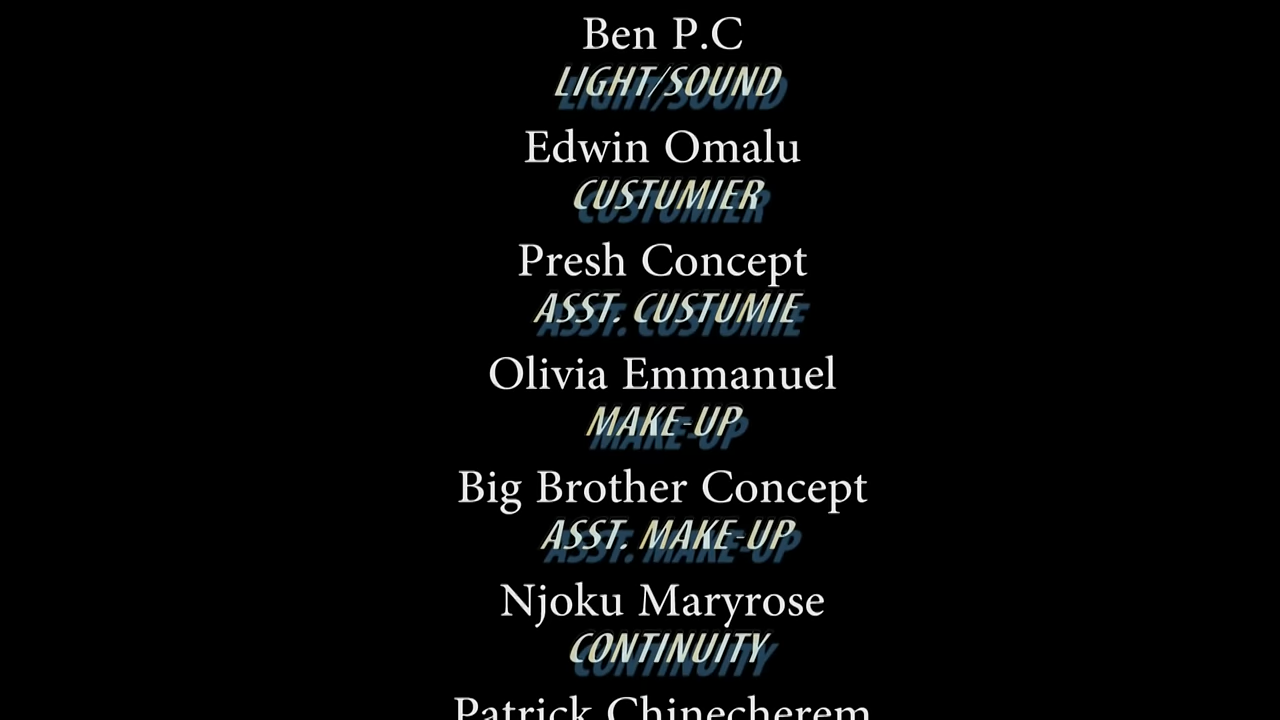 Ben P.C
LIGHT/SOUND
Edwin Omalu
CUSTUMIER
Presh Concept
ASST. CUSTUMIE
Olivia Emmanuel
MAKE-UP
Big Brother Concept
ASST. MAKE-UP
Njoku Maryrose
CONTINUITY
Patrick Chinecherem